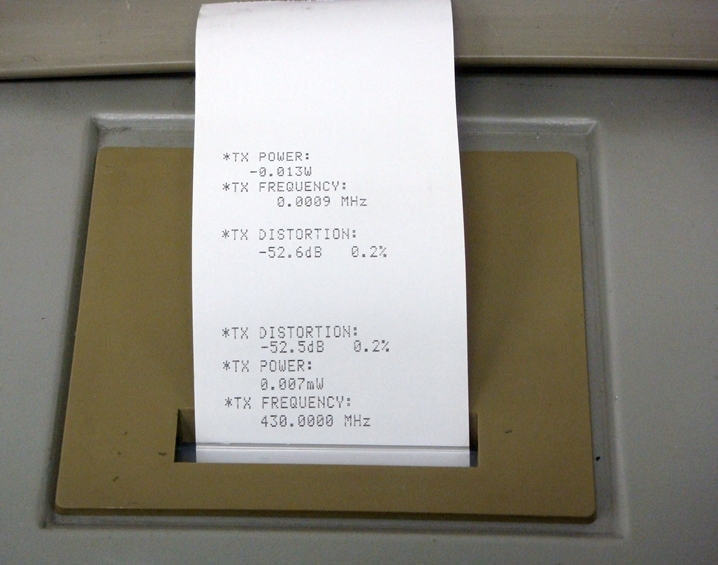 *TX POWER:
-0.013W
*TX FREQUENCY:
0.0009 MHz
*TX DISTORTION:
-52.6dB 0.2%
*TX DISTORTION:
-52.5dB 0.2%
*TX POWER:
0.007mW
*TX FREQUENCY:
430.0000 MHz